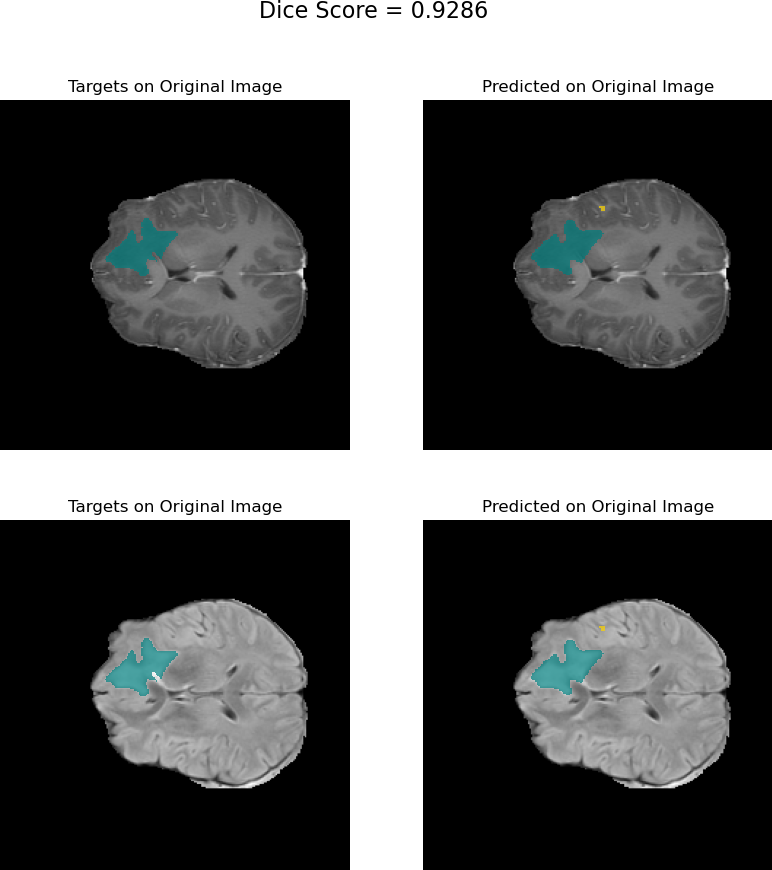 Dice Score = 0.9286
Targets on Original Image
Predicted on Original Image
Targets on Original Image
Predicted on Original Image